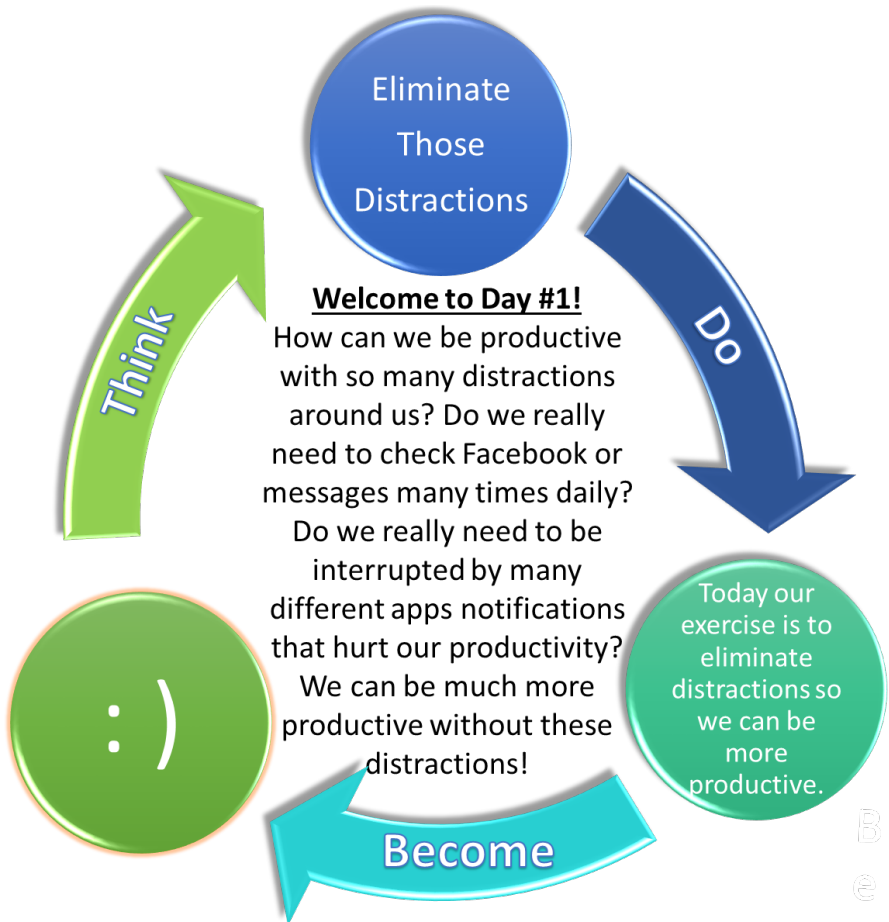 Eliminate
Those
Distractions
Think
Do
Welcome to Day #1!
How can we be productive
with so many distractions
around us? Do we really
need to check Facebook or
messages many times daily?
Do we really need to be
interrupted by many
different apps notifications
that hurt our productivity?
We can be much more
productive without these
distractions!
Today our
exercise is to
eliminate
distractions so
we can be
more
productive.
: )
Become
B
e